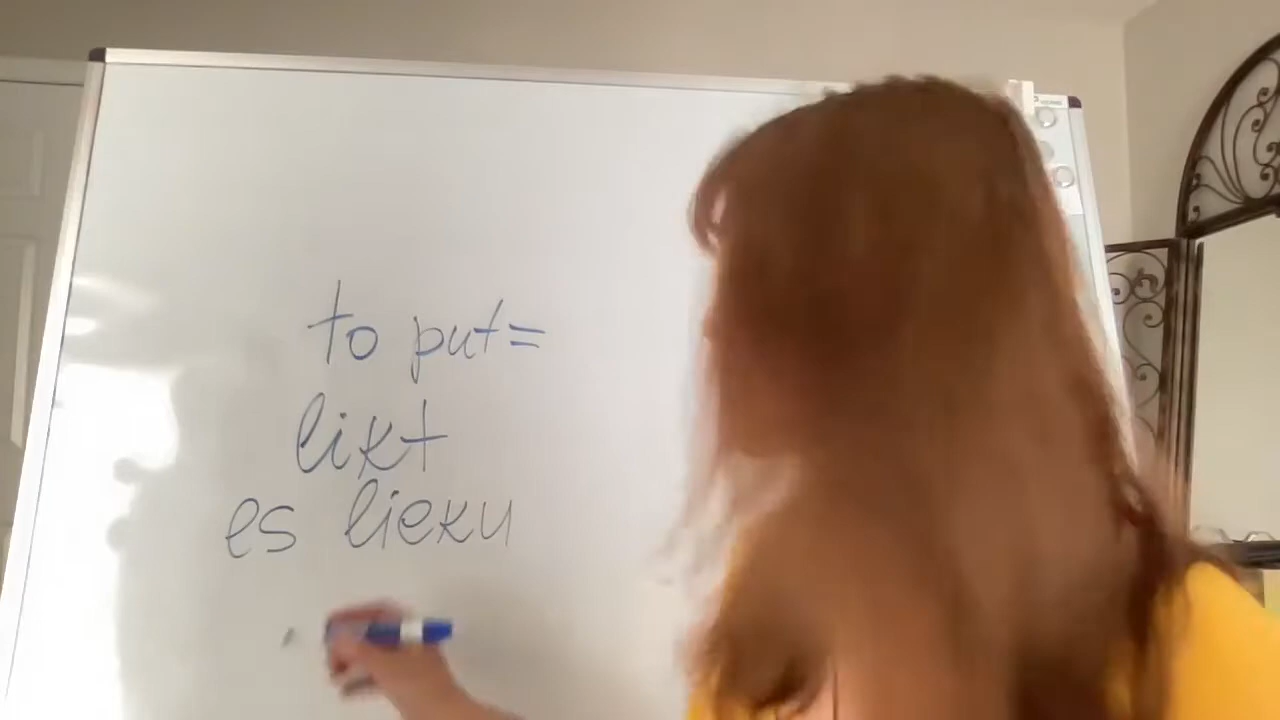 to put=
likt
es lieku